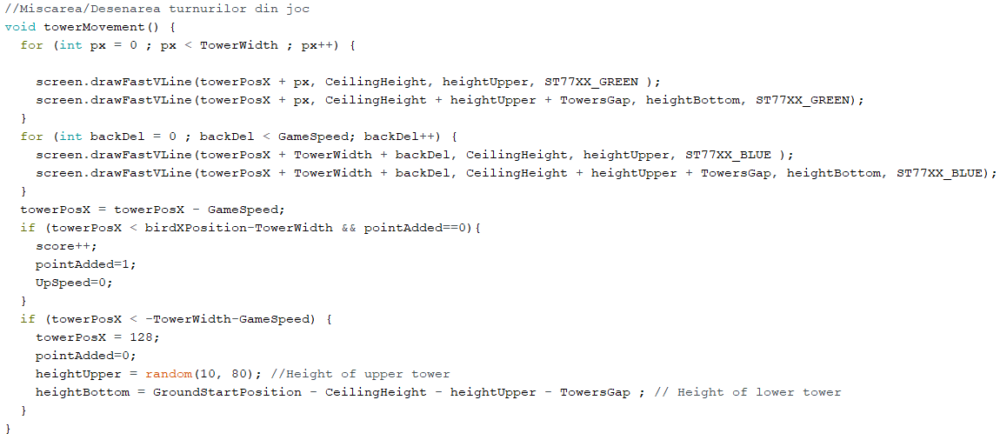 //Miscarea/Desenarea turnurilor din joc
void towerMovement() {
  for (int px = 0 ; px < TowerWidth ; px++) {
    screen.drawFastVLine(towerPosX + px, CeilingHeight, heightUpper, ST77XX_GREEN );
    screen.drawFastVLine(towerPosX + px, CeilingHeight + heightUpper + TowersGap, heightBottom, ST77XX_GREEN);
  }
  for (int backDel = 0 ; backDel < GameSpeed; backDel++) {
    screen.drawFastVLine(towerPosX + TowerWidth + backDel, CeilingHeight, heightUpper, ST77XX_BLUE );
    screen.drawFastVLine(towerPosX + TowerWidth + backDel, CeilingHeight + heightUpper + TowersGap, heightBottom, ST77XX_BLUE);
  }
  towerPosX = towerPosX - GameSpeed;
  if (towerPosX < birdXPosition-TowerWidth && pointAdded==0){
    score++;
    pointAdded=1;
    UpSpeed=0;
  }
  if (towerPosX < -TowerWidth-GameSpeed) {
    towerPosX = 128;
    pointAdded=0;
    heightUpper = random(10, 80); //Height of upper tower
    heightBottom = GroundStartPosition - CeilingHeight - heightUpper - TowersGap ; // Height of lower tower
  }
}